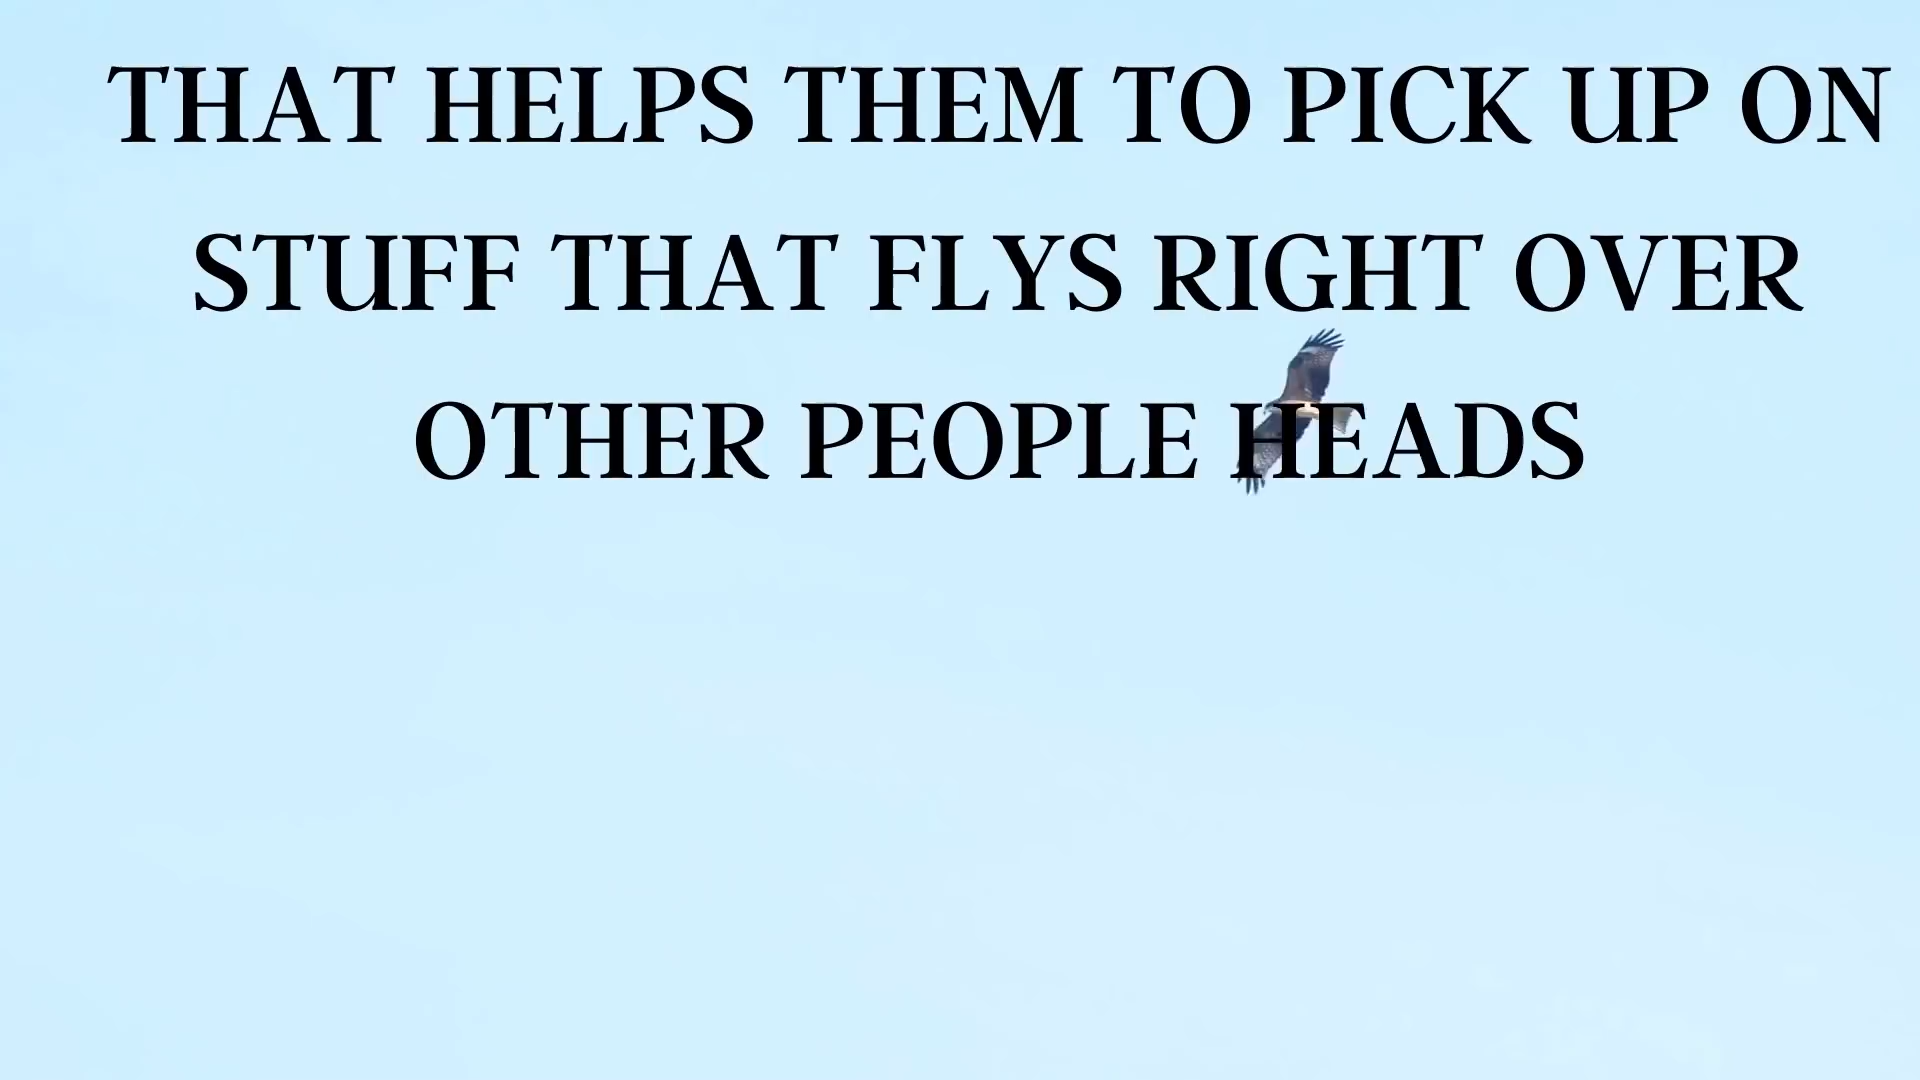 THAT HELPS THEM TO PICK UP ON
STUFF THAT FLYS RIGHT OVER
OTHER PEOPLE HEADS